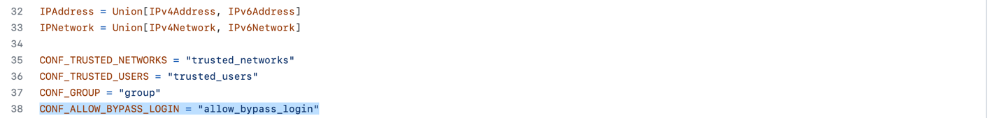 32 IPAddress = Union[IPv4Address, IPv6Address]
33 IPNetwork = Union[IPv4Network, IPv6Network]
34
35 CONF_TRUSTED_NETWORKS = "trusted_networks"
36 CONF_TRUSTED_USERS = "trusted_users"
37 CONF_GROUP = "group"
38 CONF_ALLOW_BYPASS_LOGIN = "allow_bypass_login"